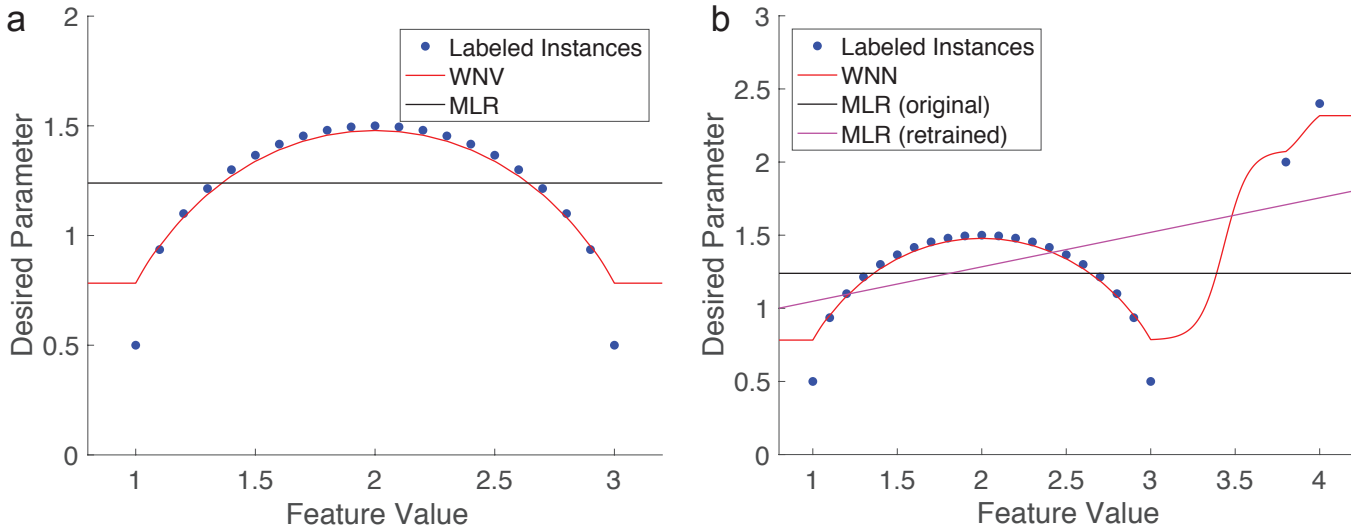 a
2
1.5
1
0.5
0
Desired Parameter
Labeled Instances
WNV
MLR
1 1.5 2 2.5 3
Feature Value
b
3
2.5
2
1.5
1
0.5
0
Desired Parameter
Labeled Instances
WNN
MLR (original)
MLR (retrained)
1 1.5 2 2.5 3 3.5 4
Feature Value